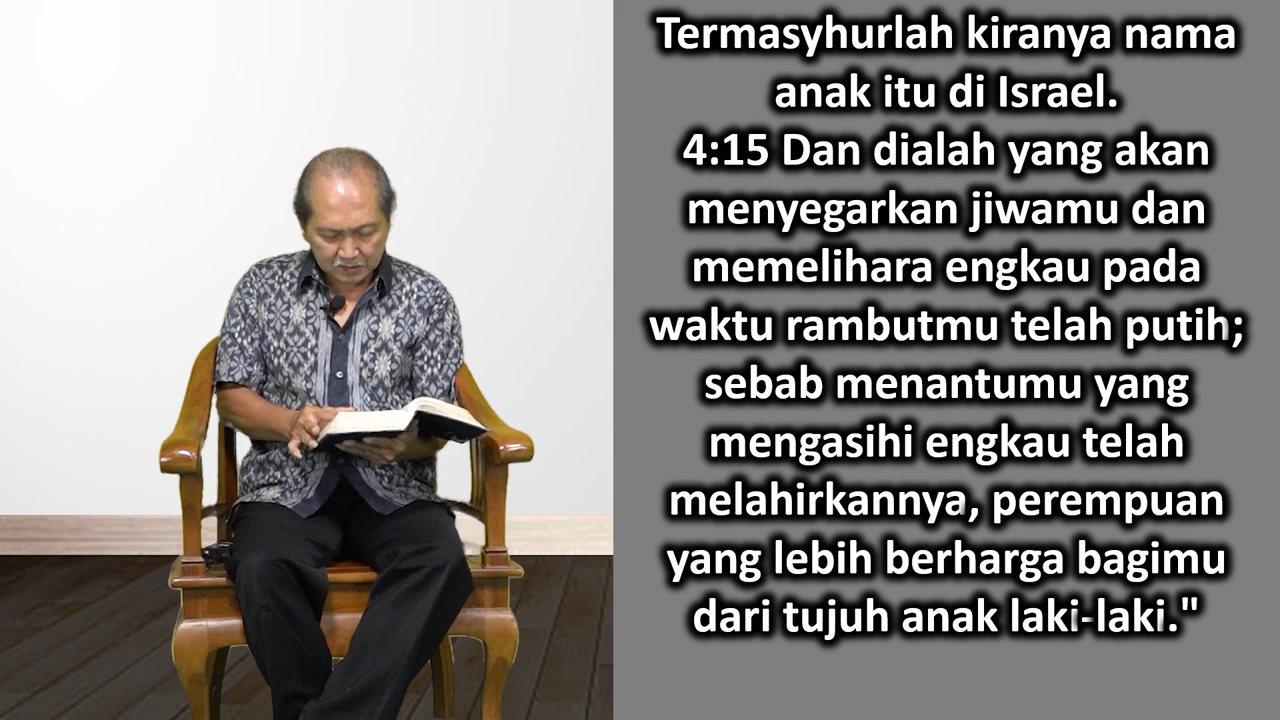 Termasyhurlah kiranya nama
anak itu di Israel.
4:15 Dan dialah yang akan
menyegarkan jiwamu dan
memelihara engkau pada
waktu rambutmu telah putih;
sebab menantumu yang
mengasihi engkau telah
melahirkannya, perempuan
yang lebih berharga bagimu
dari tujuh anak laki-laki."